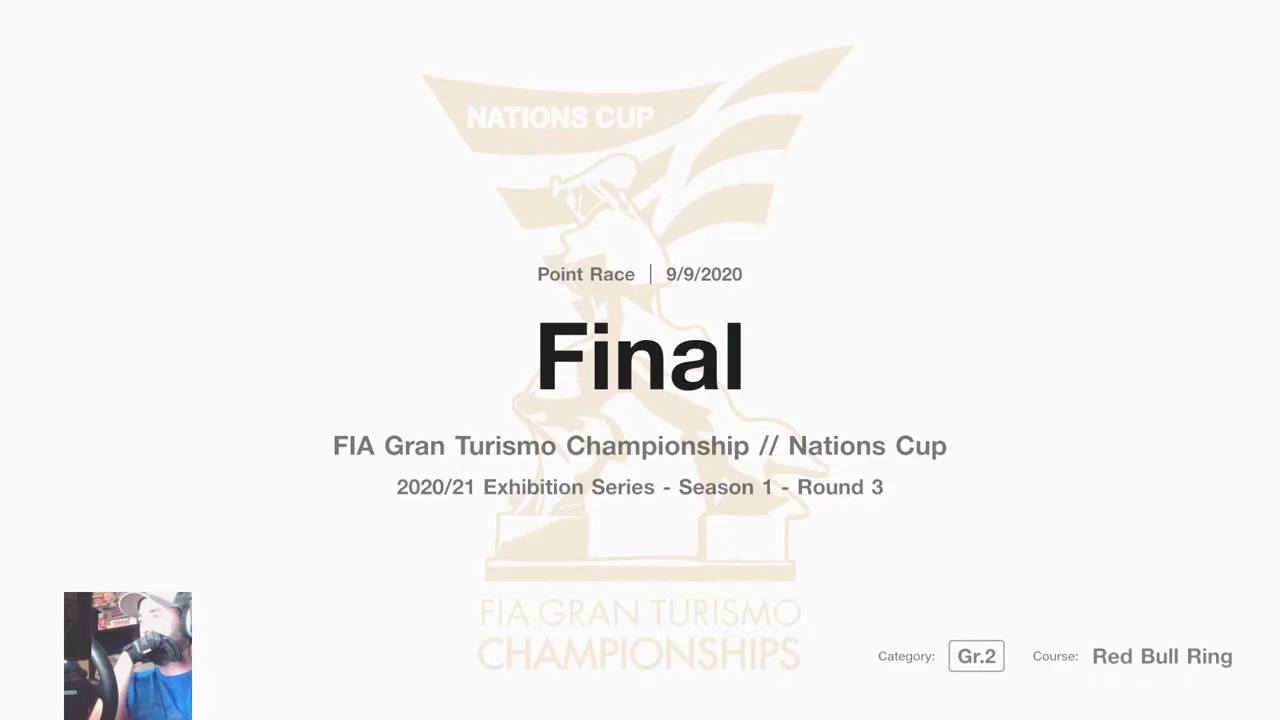 NATIONS CUP
Point Race | 9/9/2020
Final
FIA Gran Turismo Championship // Nations Cup
2020/21 Exhibition Series - Season 1 - Round 3
FIA GRAN TURISMO
CHAMPIONSHIPS
Category: Gr.2 Course: Red Bull Ring